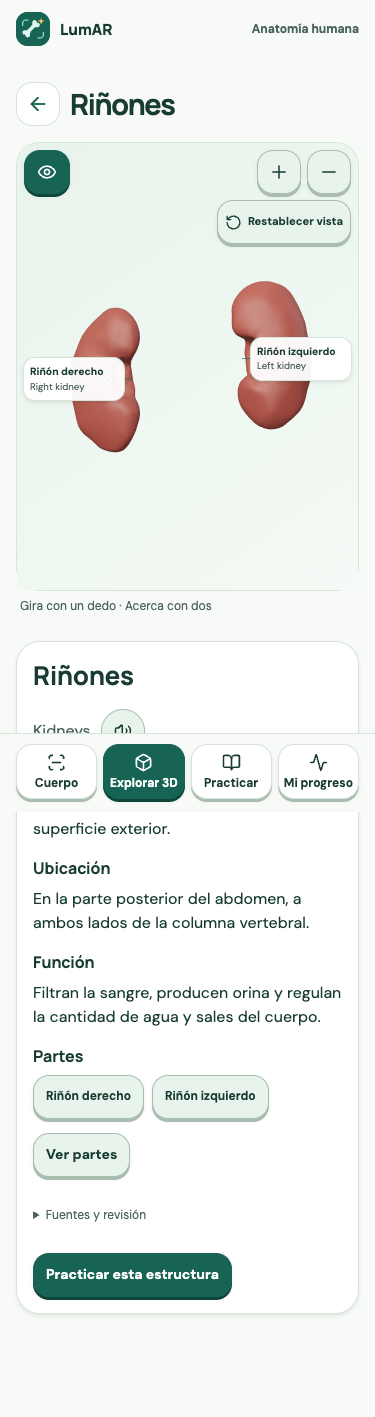 LumAR
Anatomía humana
Riñones
Restablecer vista
Riñón derecho
Right kidney
Riñón izquierdo
Left kidney
Gira con un dedo · Acerca con dos
Riñones
Kidneys
Cuerpo
Explorar 3D
Practicar
Mi progreso
superficie exterior.
Ubicación
En la parte posterior del abdomen, a
ambos lados de la columna vertebral.
Función
Filtran la sangre, producen orina y regulan
la cantidad de agua y sales del cuerpo.
Partes
Riñón derecho
Riñón izquierdo
Ver partes
Fuentes y revisión
Practicar esta estructura